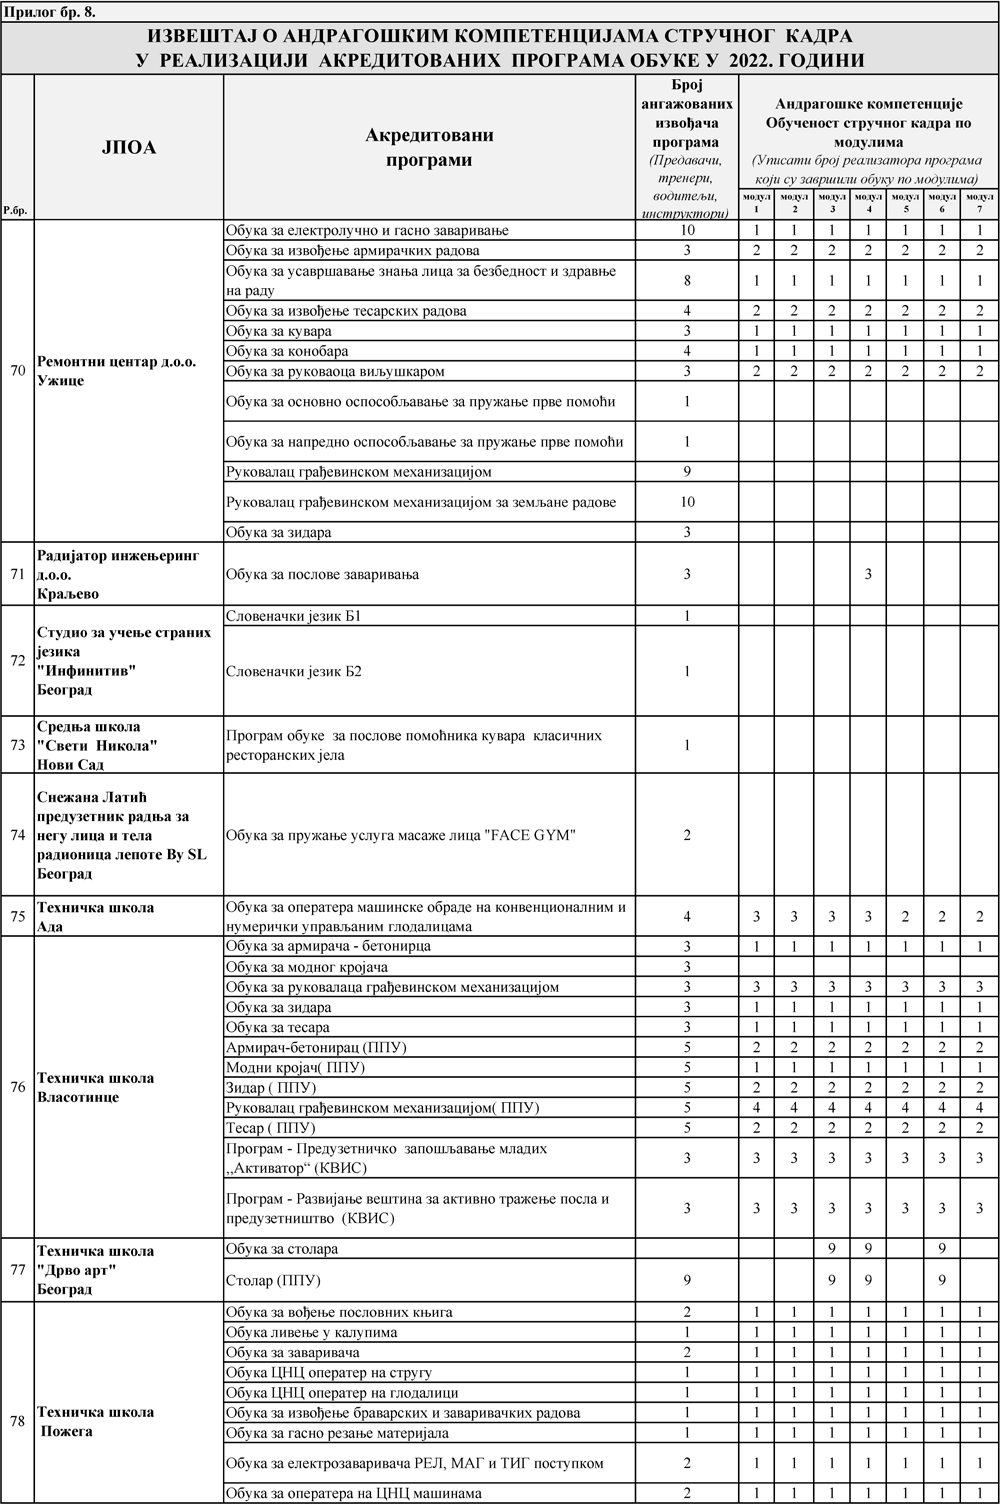 Прилог бр. 8.
ИЗВЕШТАЈ О АНДРАГОШКИМ КОМПЕТЕНЦИЈАМА СТРУЧНОГ КАДРА
У РЕАЛИЗАЦИЈИ АКРЕДИТОВАНИХ ПРОГРАМА ОБУКЕ У 2022. ГОДИНИ
Р.бр.
ЈПОА
Акредитовани
програми
Број
ангажованих
извођача
програма
(Предавачи,
тренери,
водитељи,
инструктори)
Андрагошке компетенције
Обученост стручног кадра по
модулима
(Уписати број реализатора програма
који су завршили обуку по модулима)
модул 1 модул 2 модул 3 модул 4 модул 5 модул 6 модул 7
70
Ремонтни центар д.о.о.
Ужице
Обука за електролучно и гасно заваривање 10 1 1 1 1 1 1 1
Обука за извођење армирачких радова 3 2 2 2 2 2 2 2
Обука за усавршавање знања лица за безбедност и здравње
на раду 8 1 1 1 1 1 1 1
Обука за извођење тесарских радова 4 2 2 2 2 2 2 2
Обука за кувара 3 1 1 1 1 1 1 1
Обука за конобара 4 1 1 1 1 1 1 1
Обука за руковаоца виљушкаром 3 2 2 2 2 2 2 2
Обука за основно оспособљавање за пружање прве помоћи 1
Обука за напредно оспособљавање за пружање прве помоћи 1
Руковалац грађевинском механизацијом 9
Руковалац грађевинском механизацијом за земљане радове 10
Обука за зидара 3
71
Радијатор инжењеринг
д.о.о.
Краљево
Обука за послове заваривања 3 3
72
Студио за учење страних
језика
"Инфинитив"
Београд
Словеначки језик Б1 1
Словеначки језик Б2 1
73
Средња школа
"Свети Никола"
Нови Сад
Програм обуке за послове помоћника кувара класичних
ресторанских јела 1
74
Снежана Латић
предузетник радња за
негу лица и тела
радионица лепоте By SL
Београд
Обука за пружање услуга масаже лица "FACE GYM" 2
75
Техничка школа
Ада
Обука за оператера машинске обраде на конвенционалним и
нумерички управљаним глодалицама 4 3 3 3 3 2 2 2
76
Техничка школа
Власотинце
Обука за армирача - бетонирца 3 1 1 1 1 1 1 1
Обука за модног кројача 3
Обука за руковалаца грађевинском механизацијом 3 3 3 3 3 3 3 3
Обука за зидара 3 1 1 1 1 1 1 1
Обука за тесара 3 1 1 1 1 1 1 1
Армирач-бетонирац (ППУ) 5 2 2 2 2 2 2 2
Модни кројач( ППУ) 5 1 1 1 1 1 1 1
Зидар ( ППУ) 5 2 2 2 2 2 2 2
Руковалац грађевинском механизацијом( ППУ) 5 4 4 4 4 4 4 4
Тесар ( ППУ) 5 2 2 2 2 2 2 2
Програм - Предузетничко запошљавање младих
,,Активатор“ (КВИС) 3 3 3 3 3 3 3 3
Програм - Развијање вештина за активно тражење посла и
предузетништво (КВИС) 3 3 3 3 3 3 3 3
77
Техничка школа
"Дрво арт"
Београд
Обука за столара 9 9 9
Столар (ППУ) 9 9 9 9
78
Техничка школа
Пожега
Обука за вођење пословних књига 2 1 1 1 1 1 1 1
Обука ливење у калупима 1 1 1 1 1 1 1 1
Обука за заваривача 2 1 1 1 1 1 1 1
Обука ЦНЦ оператер на стругу 1 1 1 1 1 1 1 1
Обука ЦНЦ оператер на глодалици 1 1 1 1 1 1 1 1
Обука за извођење браварских и заваривачких радова 1 1 1 1 1 1 1 1
Обука за гасно резање материјала 1 1 1 1 1 1 1 1
Обука за електрозаваривача РЕЛ, МАГ и ТИГ поступком 2 1 1 1 1 1 1 1
Обука за оператера на ЦНЦ машинама 2 1 1 1 1 1 1 1